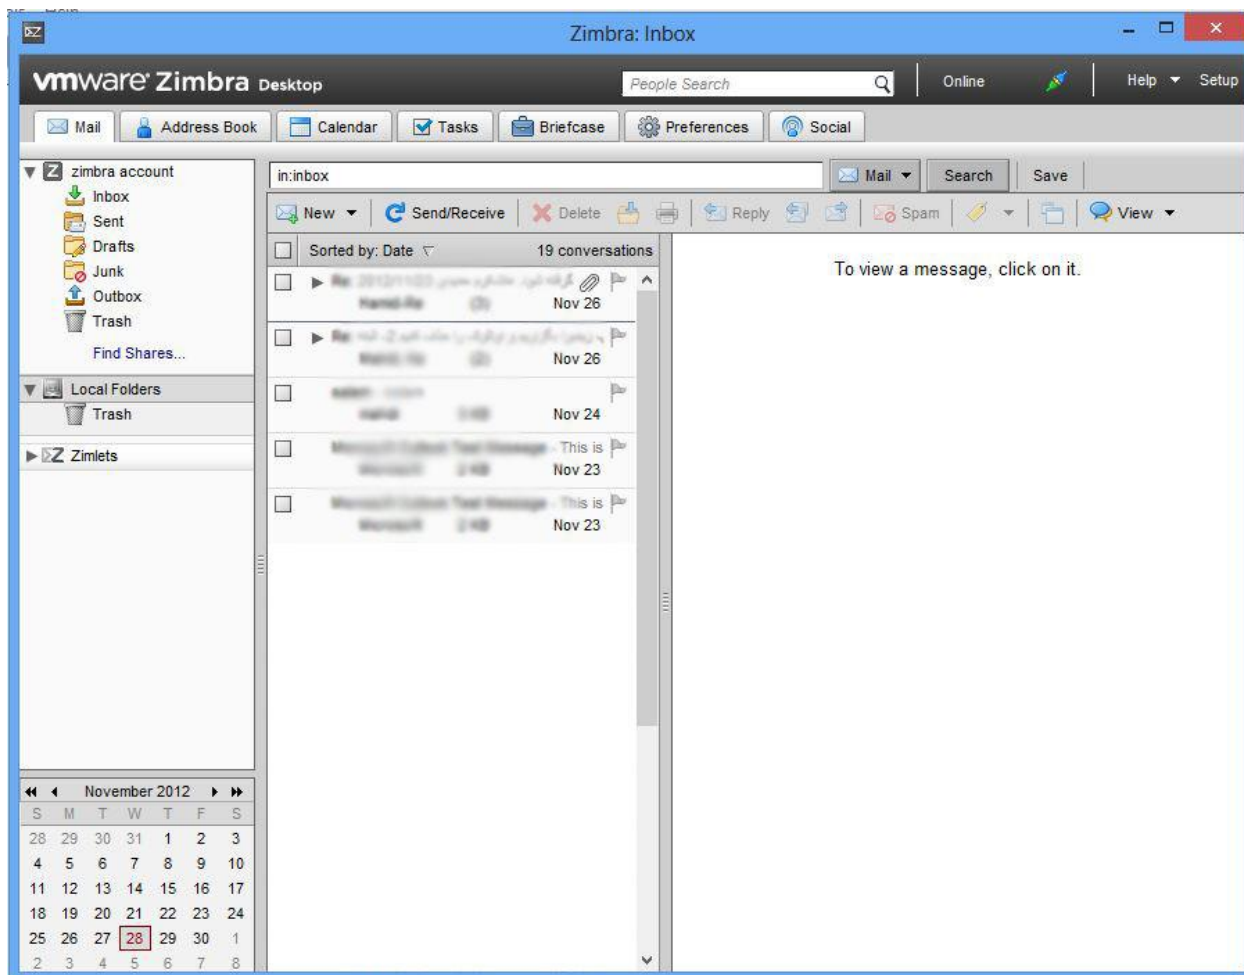 Zimbra: Inbox
vmware Zimbra Desktop
People Search
Online
Help
Setup
Mail
Address Book
Calendar
Tasks
Briefcase
Preferences
Social
zimbra account
Inbox
Sent
Drafts
Junk
Outbox
Trash
Find Shares...
Local Folders
Trash
Zimlets
in:inbox
Mail
Search
Save
New
Send/Receive
Delete
Reply
Spam
View
Sorted by: Date
19 conversations
Re:
Nov 26
Re:
Nov 26
Nov 24
- This is
Nov 23
- This is
Nov 23
To view a message, click on it.
November 2012
S M T W T F S
28 29 30 31 1 2 3
4 5 6 7 8 9 10
11 12 13 14 15 16 17
18 19 20 21 22 23 24
25 26 27 28 29 30 1
2 3 4 5 6 7 8